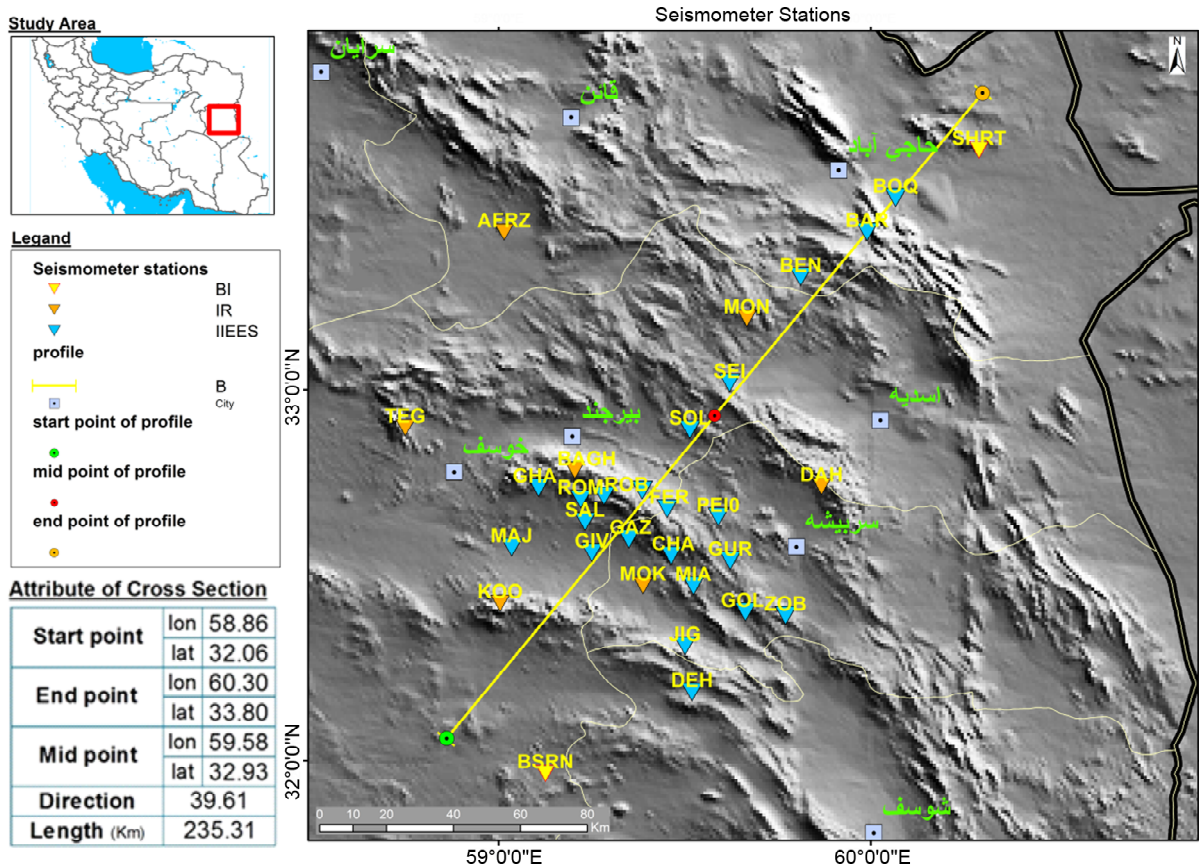 Study Area
Legand
Seismometer stations
BI
IR
IIEES
profile
B
City
start point of profile
mid point of profile
end point of profile
Attribute of Cross Section
Start point lon 58.86
lat 32.06
End point lon 60.30
lat 33.80
Mid point lon 59.58
lat 32.93
Direction 39.61
Length (Km) 235.31
Seismometer Stations
N
سرایان
قائن
SHRT
حاجي آباد
BOQ
AFRZ
BAR
BEN
MON
33°0'0"N
SEI
اسدیه
TEG
بیرجند
SOL
خوسف
BAGH
GHA
ROM
ROB
DAH
FER
PEI0
SAL
سربیشه
MAJ
GIV
GAZ
CHA
GUR
KOO
MOK
MIA
GOL
ZOB
JIG
DEH
32°0'0"N
BSRN
شوسف
0 20 40 60 80
Km
59°0'0"E
60°0'0"E